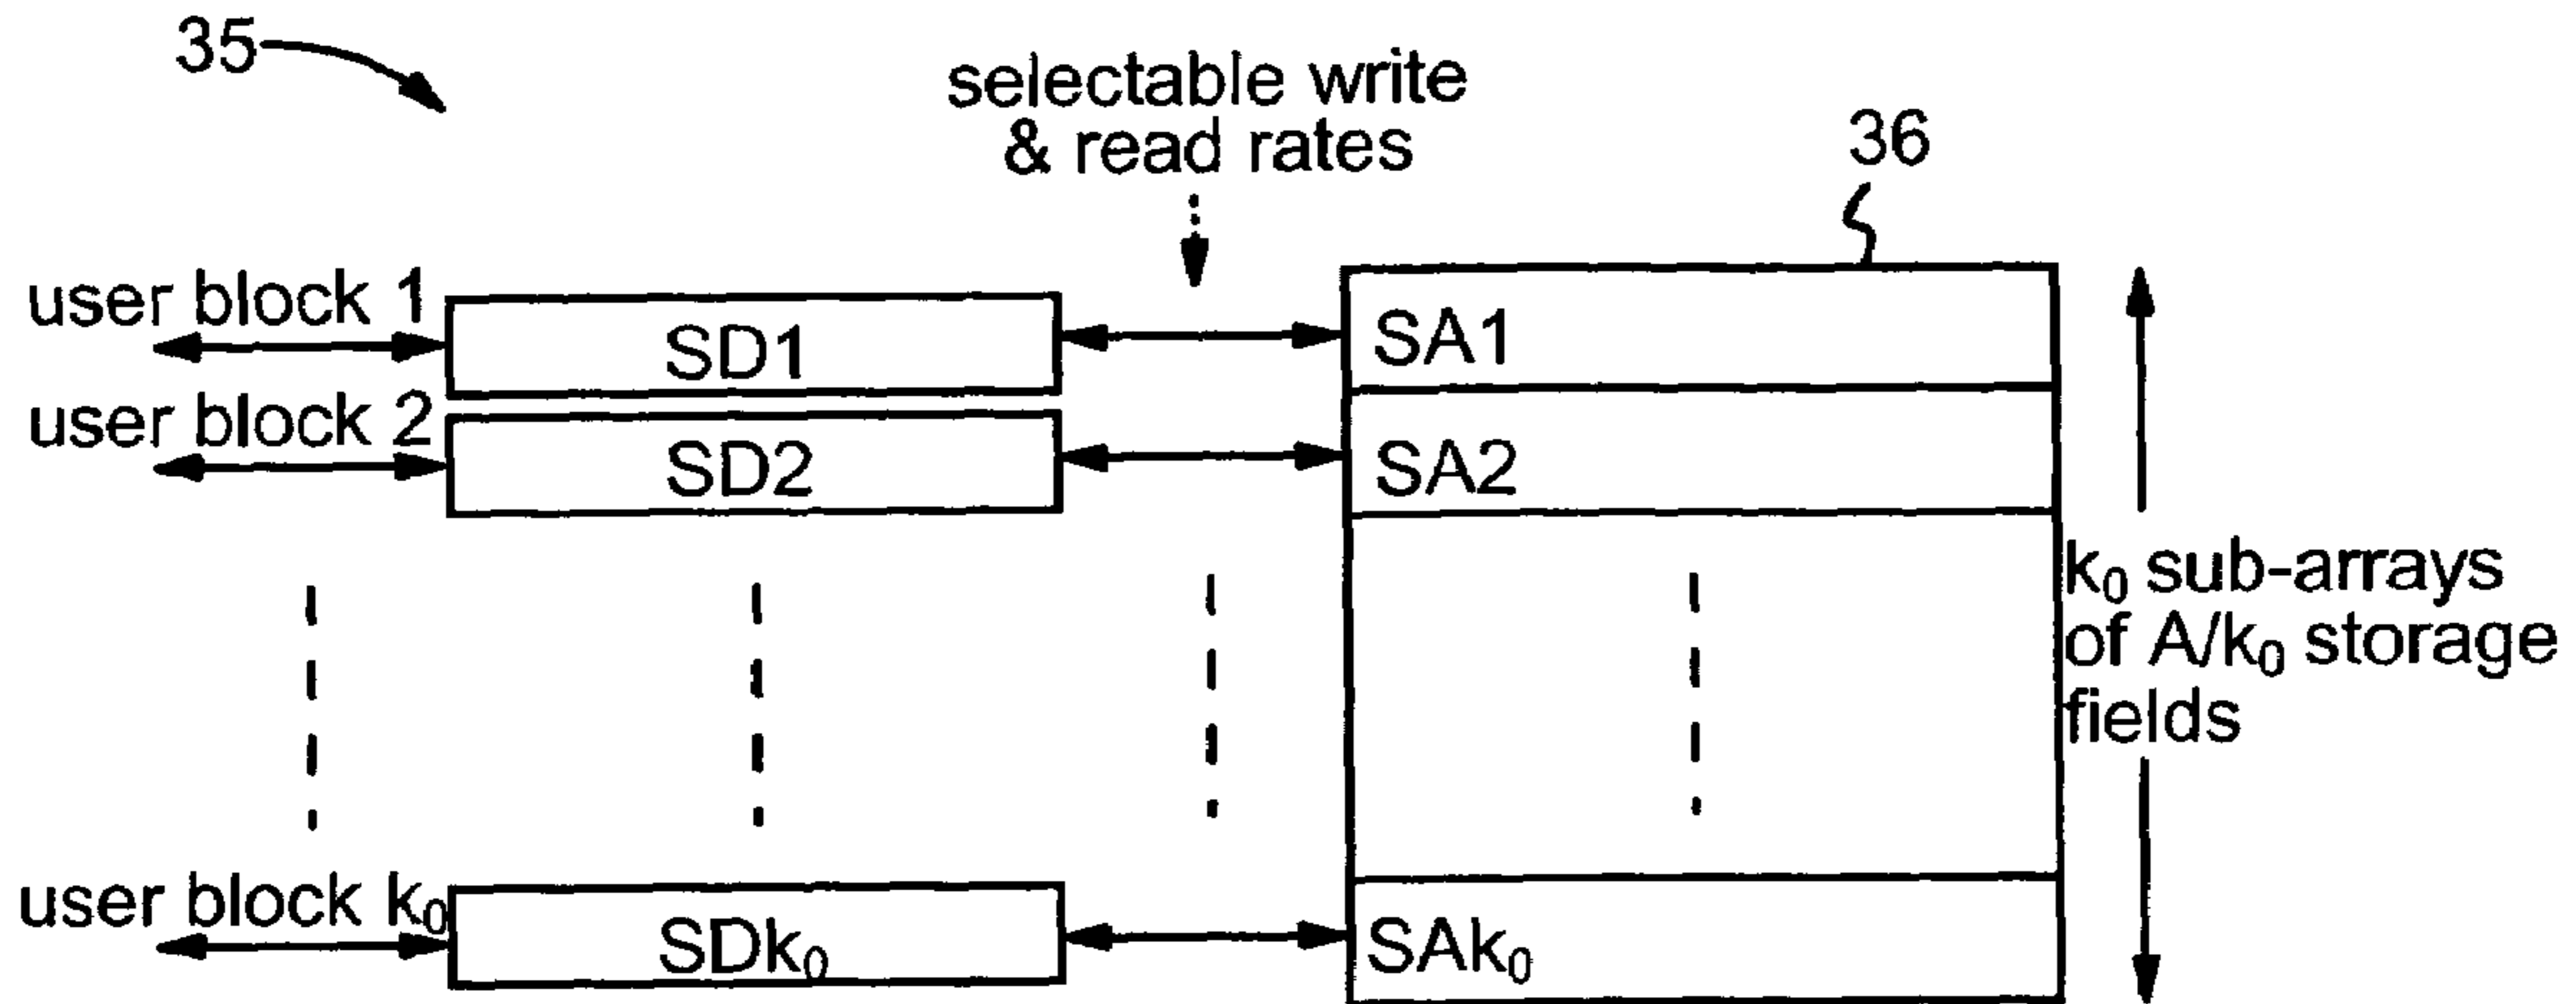 35
selectable write
& read rates
36
user block 1
SD1
SA1
user block 2
SD2
SA2
k₀ sub-arrays
of A/k₀ storage
fields
user block k₀
SDk₀
SAk₀